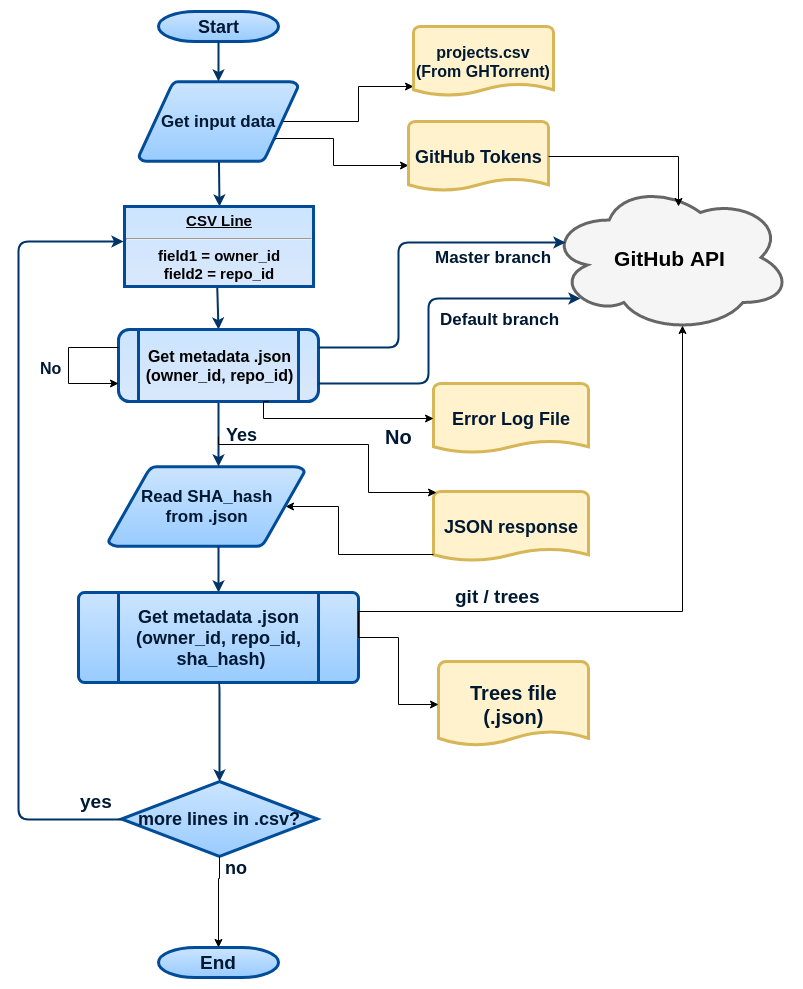 Start
projects.csv
(From GHTorrent)
Get input data
GitHub Tokens
CSV Line
field1 = owner_id
field2 = repo_id
Master branch
GitHub API
Default branch
Get metadata .json
(owner_id, repo_id)
No
Error Log File
Yes
No
Read SHA_hash
from .json
JSON response
git / trees
Get metadata .json
(owner_id, repo_id,
sha_hash)
Trees file
(.json)
yes
more lines in .csv?
no
End